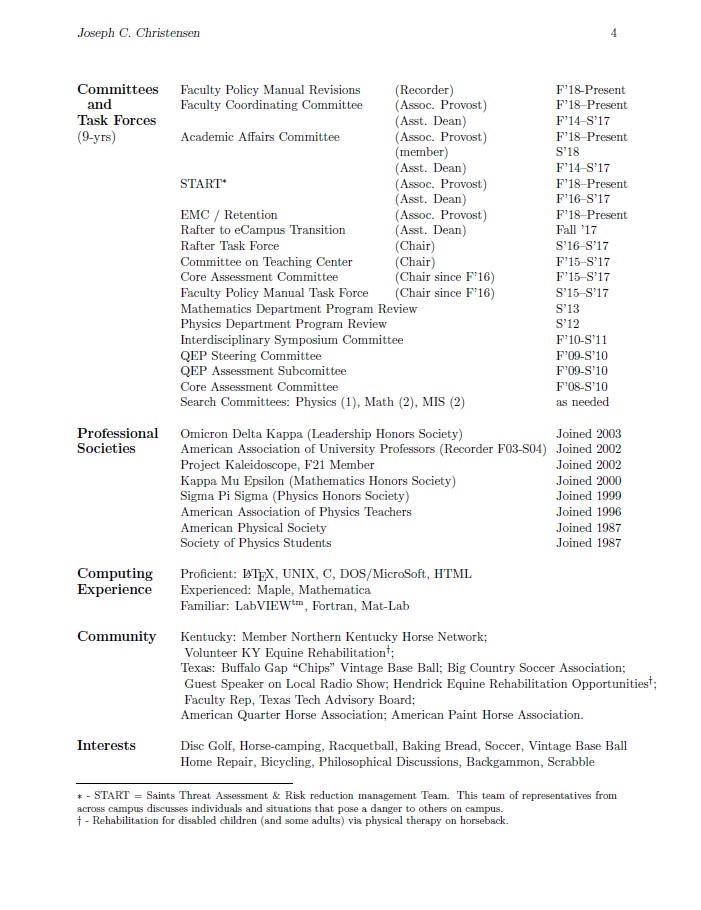 Joseph C. Christensen 4
Committees Faculty Policy Manual Revisions (Recorder) F'18-Present
and Faculty Coordinating Committee (Assoc. Provost) F'18–Present
Task Forces (Asst. Dean) F'14–S'17
(9-yrs) Academic Affairs Committee (Assoc. Provost) F'18–Present
(member) S'18
(Asst. Dean) F'14–S'17
START* (Assoc. Provost) F'18–Present
(Asst. Dean) F'16–S'17
EMC / Retention (Assoc. Provost) F'18–Present
Rafter to eCampus Transition (Asst. Dean) Fall '17
Rafter Task Force (Chair) S'16–S'17
Committee on Teaching Center (Chair) F'15–S'17
Core Assessment Committee (Chair since F'16) F'15–S'17
Faculty Policy Manual Task Force (Chair since F'16) S'15–S'17
Mathematics Department Program Review S'13
Physics Department Program Review S'12
Interdisciplinary Symposium Committee F'10-S'11
QEP Steering Committee F'09-S'10
QEP Assessment Subcomittee F'09-S'10
Core Assessment Committee F'08-S'10
Search Committees: Physics (1), Math (2), MIS (2) as needed
Professional Omicron Delta Kappa (Leadership Honors Society) Joined 2003
Societies American Association of University Professors (Recorder F03-S04) Joined 2002
Project Kaleidoscope, F21 Member Joined 2002
Kappa Mu Epsilon (Mathematics Honors Society) Joined 2000
Sigma Pi Sigma (Physics Honors Society) Joined 1999
American Association of Physics Teachers Joined 1996
American Physical Society Joined 1987
Society of Physics Students Joined 1987
Computing Proficient: LATEX, UNIX, C, DOS/MicroSoft, HTML
Experience Experienced: Maple, Mathematica
Familiar: LabVIEWtm, Fortran, Mat-Lab
Community Kentucky: Member Northern Kentucky Horse Network;
Volunteer KY Equine Rehabilitation†;
Texas: Buffalo Gap “Chips” Vintage Base Ball; Big Country Soccer Association;
Guest Speaker on Local Radio Show; Hendrick Equine Rehabilitation Opportunities†;
Faculty Rep, Texas Tech Advisory Board;
American Quarter Horse Association; American Paint Horse Association.
Interests Disc Golf, Horse-camping, Racquetball, Baking Bread, Soccer, Vintage Base Ball
Home Repair, Bicycling, Philosophical Discussions, Backgammon, Scrabble
* - START = Saints Threat Assessment & Risk reduction management Team. This team of representatives from
across campus discusses individuals and situations that pose a danger to others on campus.
† - Rehabilitation for disabled children (and some adults) via physical therapy on horseback.